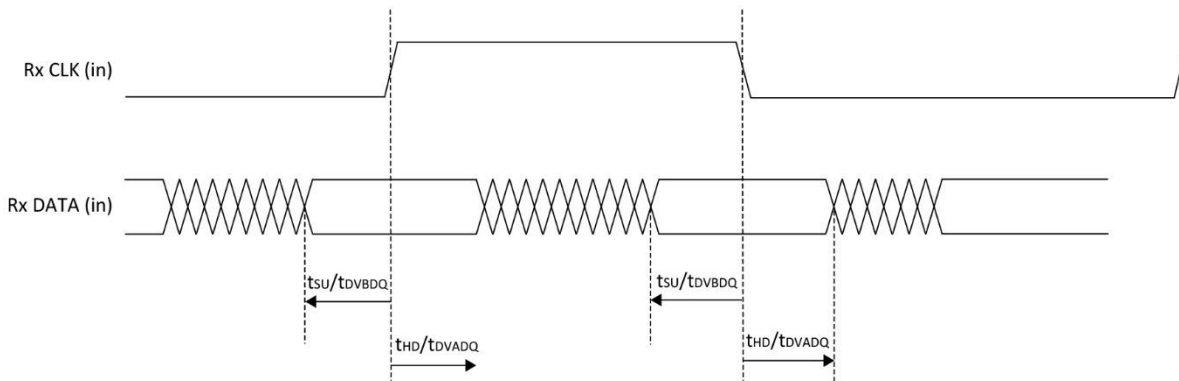 Rx CLK (in)
Rx DATA (in)
tSU/tDVBDQ
tSU/tDVBDQ
tHD/tDVADQ
tHD/tDVADQ